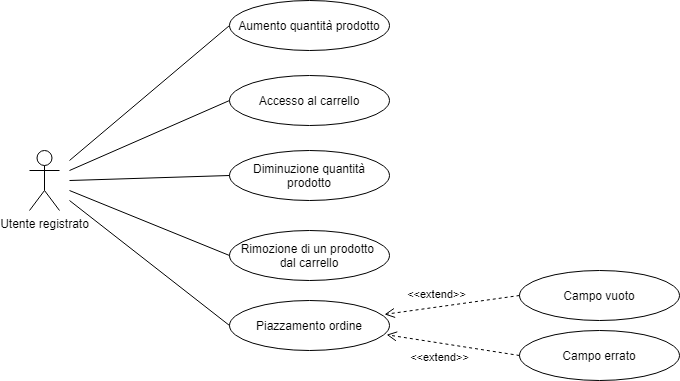 Aumento quantità prodotto
Accesso al carrello
Diminuzione quantità
prodotto
Utente registrato
Rimozione di un prodotto
dal carrello
<<extend>>
Campo vuoto
Piazzamento ordine
<<extend>>
Campo errato